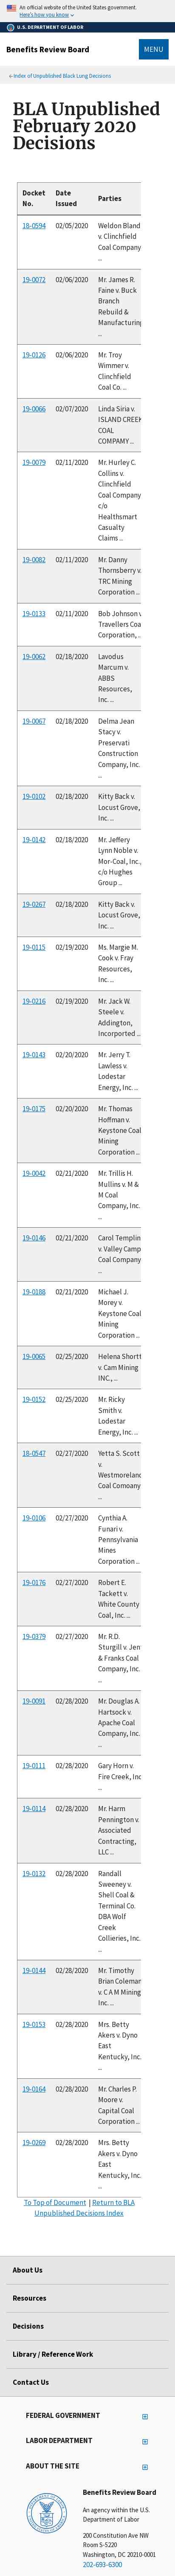 An official website of the United States government.
Here's how you know
U.S. DEPARTMENT OF LABOR
Benefits Review Board
MENU
« Index of Unpublished Black Lung Decisions
BLA Unpublished
February 2020
Decisions
Docket
No.
Date
Issued
Parties
18-0594 02/05/2020 Weldon Bland
v. Clinchfield
Coal Company
...
19-0072 02/06/2020 Mr. James R.
Faine v. Buck
Branch
Rebuild &
Manufacturing
...
19-0126 02/06/2020 Mr. Troy
Wimmer v.
Clinchfield
Coal Co. ...
19-0066 02/07/2020 Linda Siria v.
ISLAND CREEK
COAL
COMPAMY ...
19-0079 02/11/2020 Mr. Hurley C.
Collins v.
Clinchfield
Coal Company
c/o
Healthsmart
Casualty
Claims ...
19-0082 02/11/2020 Mr. Danny
Thornsberry v.
TRC Mining
Corporation ...
19-0133 02/11/2020 Bob Johnson v
Travellers Coa
Corporation, ..
19-0062 02/18/2020 Lavodus
Marcum v.
ABBS
Resources,
Inc. ...
19-0067 02/18/2020 Delma Jean
Stacy v.
Preservati
Construction
Company, Inc.
...
19-0102 02/18/2020 Kitty Back v.
Locust Grove,
Inc. ...
19-0142 02/18/2020 Mr. Jeffery
Lynn Noble v.
Mor-Coal, Inc.,
c/o Hughes
Group ...
19-0267 02/18/2020 Kitty Back v.
Locust Grove,
Inc. ...
19-0115 02/19/2020 Ms. Margie M.
Cook v. Fray
Resources,
Inc. ...
19-0216 02/19/2020 Mr. Jack W.
Steele v.
Addington,
Incorported ...
19-0143 02/20/2020 Mr. Jerry T.
Lawless v.
Lodestar
Energy, Inc. ...
19-0175 02/20/2020 Mr. Thomas
Hoffman v.
Keystone Coal
Mining
Corporation ...
19-0042 02/21/2020 Mr. Trillis H.
Mullins v. M &
M Coal
Company, Inc.
...
19-0146 02/21/2020 Carol Templin
v. Valley Camp
Coal Company
...
19-0188 02/21/2020 Michael J.
Morey v.
Keystone Coal
Mining
Corporation ...
19-0065 02/25/2020 Helena Shortt
v. Cam Mining
INC., ...
19-0152 02/25/2020 Mr. Ricky
Smith v.
Lodestar
Energy, Inc. ...
18-0547 02/27/2020 Yetta S. Scott
v.
Westmoreland
Coal Comoany
...
19-0106 02/27/2020 Cynthia A.
Funari v.
Pennsylvania
Mines
Corporation ...
19-0176 02/27/2020 Robert E.
Tackett v.
White County
Coal, Inc. ...
19-0379 02/27/2020 Mr. R.D.
Sturgill v. Jen
& Franks Coal
Company, Inc.
...
19-0091 02/28/2020 Mr. Douglas A.
Hartsock v.
Apache Coal
Company, Inc.
...
19-0111 02/28/2020 Gary Horn v.
Fire Creek, Inc
...
19-0114 02/28/2020 Mr. Harm
Pennington v.
Associated
Contracting,
LLC ...
19-0132 02/28/2020 Randall
Sweeney v.
Shell Coal &
Terminal Co.
DBA Wolf
Creek
Collieries, Inc.
...
19-0144 02/28/2020 Mr. Timothy
Brian Coleman
v. C A M Mining
Inc. ...
19-0153 02/28/2020 Mrs. Betty
Akers v. Dyno
East
Kentucky, Inc.
...
19-0164 02/28/2020 Mr. Charles P.
Moore v.
Capital Coal
Corporation ...
19-0269 02/28/2020 Mrs. Betty
Akers v. Dyno
East
Kentucky, Inc.
...
To Top of Document | Return to BLA
Unpublished Decisions Index
About Us
Resources
Decisions
Library / Reference Work
Contact Us
FEDERAL GOVERNMENT
LABOR DEPARTMENT
ABOUT THE SITE
Benefits Review Board
An agency within the U.S.
Department of Labor
200 Constitution Ave NW
Room S-5220
Washington, DC 20210-0001
202-693-6300